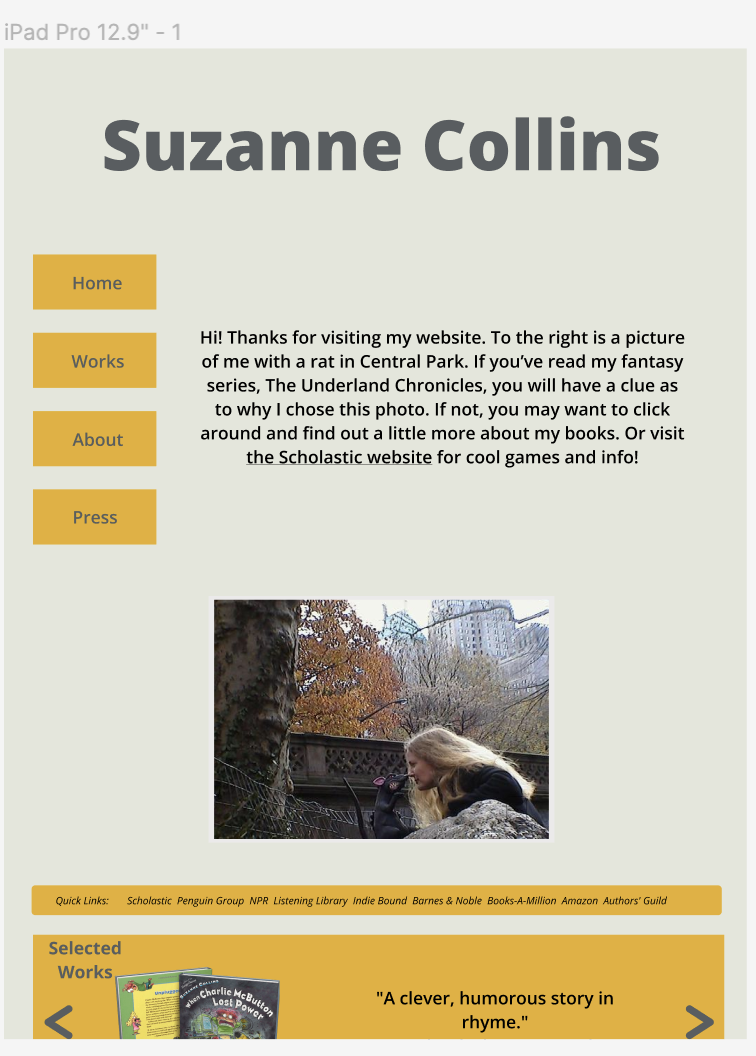 iPad Pro 12.9" - 1
Suzanne Collins
Home
Works
About
Press
Hi! Thanks for visiting my website. To the right is a picture
of me with a rat in Central Park. If you’ve read my fantasy
series, The Underland Chronicles, you will have a clue as
to why I chose this photo. If not, you may want to click
around and find out a little more about my books. Or visit
the Scholastic website for cool games and info!
Quick Links: Scholastic Penguin Group NPR Listening Library Indie Bound Barnes & Noble Books-A-Million Amazon Authors' Guild
Selected
Works
SUZANNE COLLINS
When Charlie McButton
Lost Power
"A clever, humorous story in
rhyme."